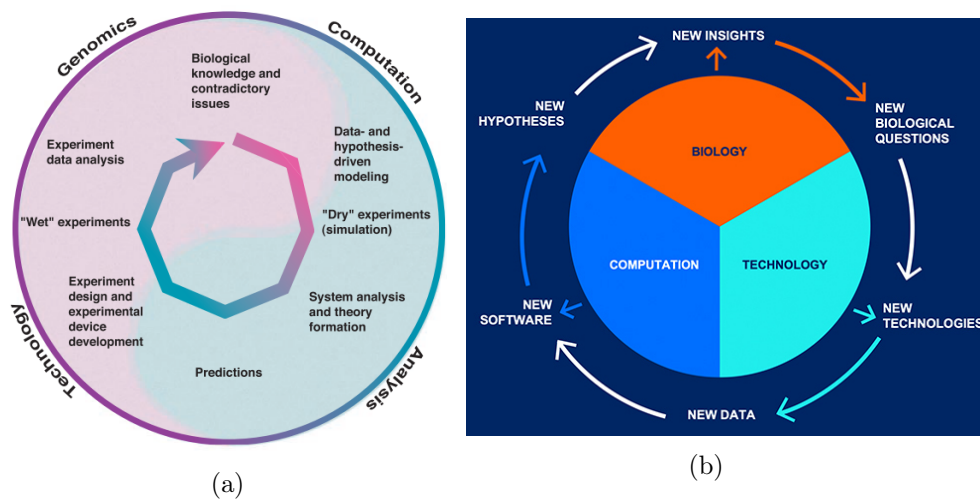 Genomics
Computation
Biological
knowledge and
contradictory
issues
Experiment
data analysis
Data- and
hypothesis-
driven
modeling
"Wet" experiments
"Dry" experiments
(simulation)
Experiment
design and
experimental
device
development
System analysis
and theory
formation
Predictions
Technology
Analysis
(a)
NEW INSIGHTS
NEW
HYPOTHESES
NEW
BIOLOGICAL
QUESTIONS
BIOLOGY
COMPUTATION
TECHNOLOGY
NEW
SOFTWARE
NEW
TECHNOLOGIES
NEW DATA
(b)